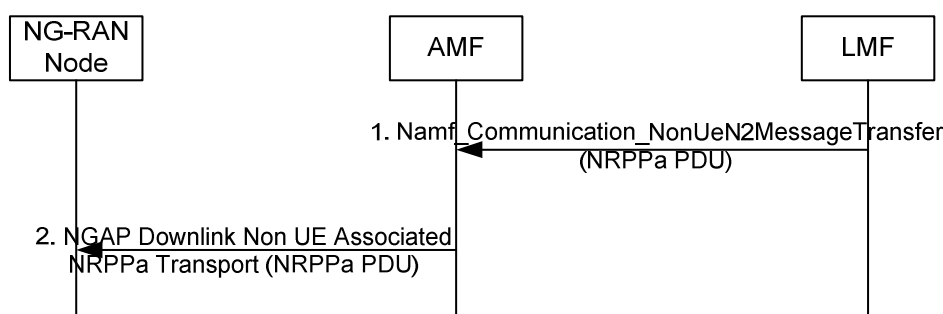 NG-RAN
Node
AMF
LMF
1. Namf_Communication_NonUeN2MessageTransfer
(NRPPa PDU)
2. NGAP Downlink Non UE Associated
NRPPa Transport (NRPPa PDU)